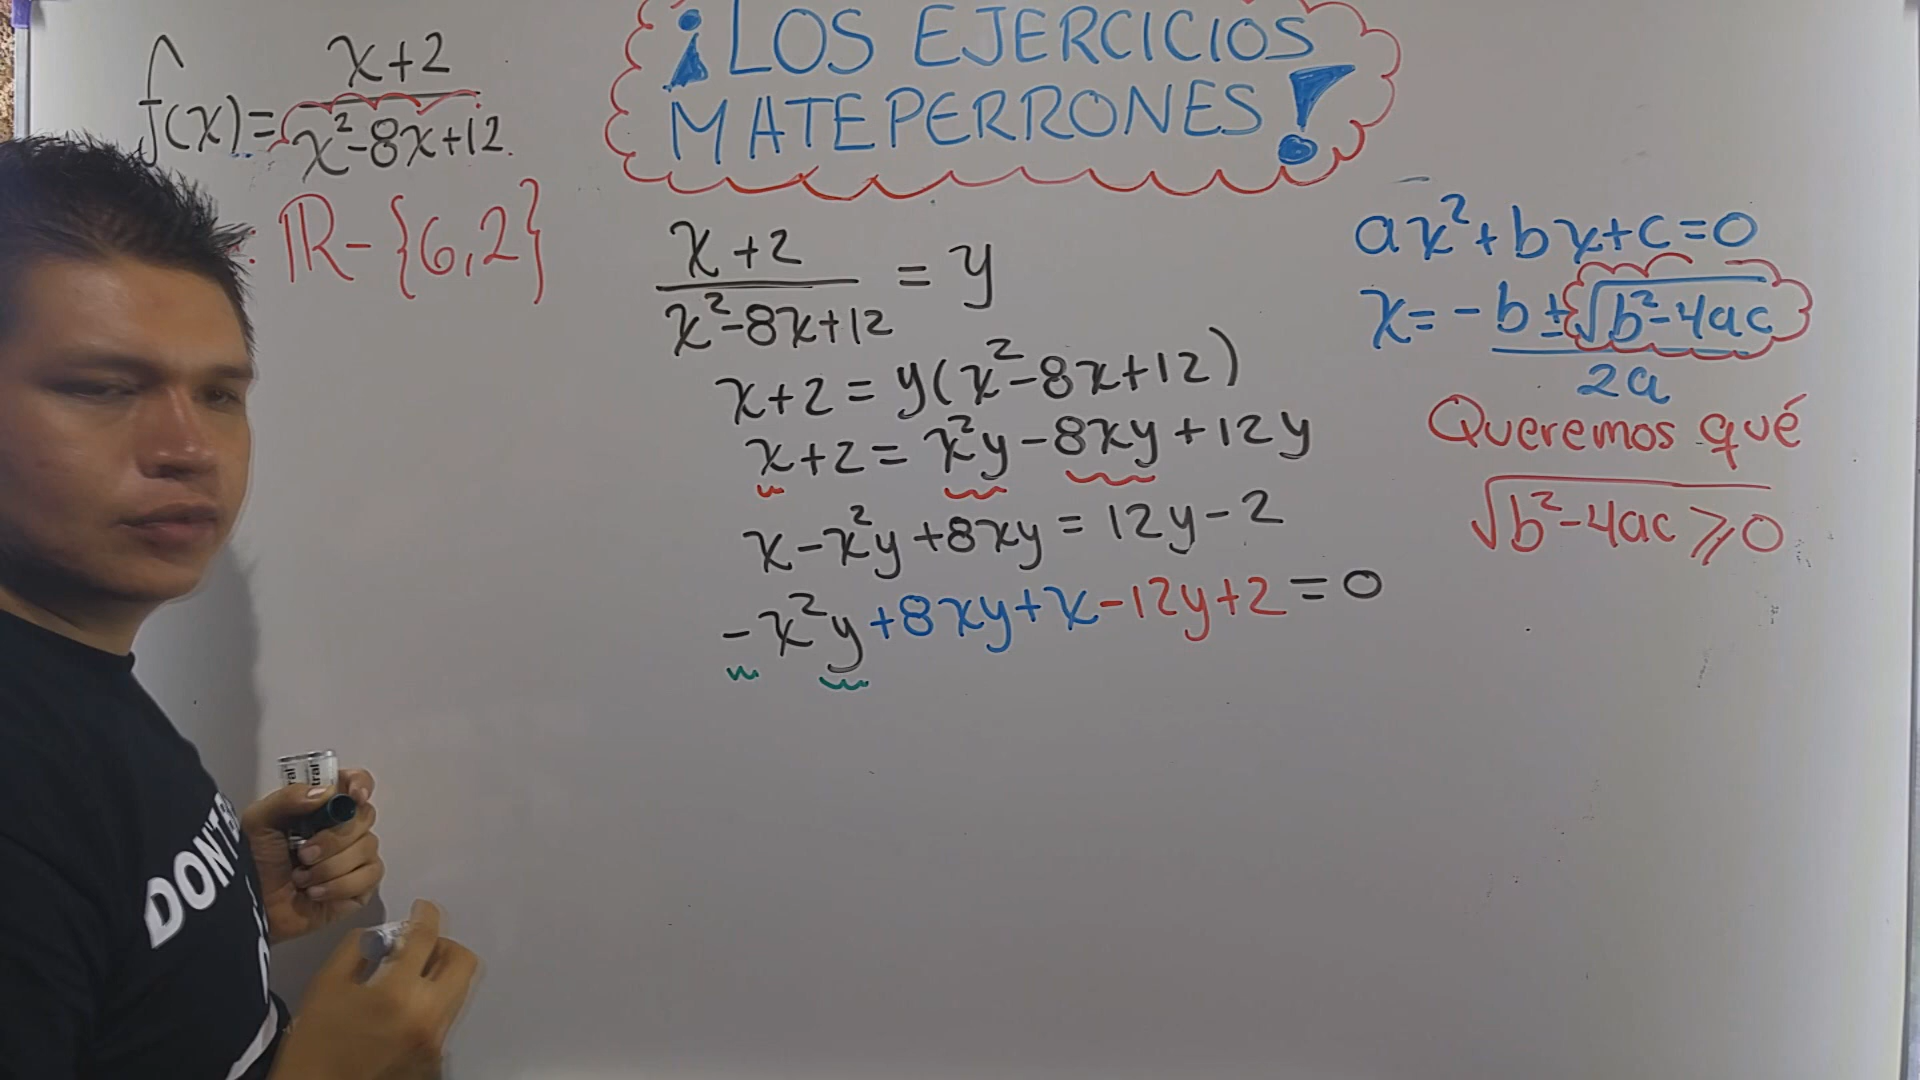 f(x)= x+2 / x²-8x+12.
: ℝ-{6,2}
¡LOS EJERCICIOS
MATEPERRONES!
x+2 / x²-8x+12 = y
x+2=y(x²-8x+12)
x+2=x²y-8xy+12y
x-x²y+8xy=12y-2
-x²y+8xy+x-12y+2=0
ax²+bx+c=0
x=-b±√b²-4ac / 2a
Queremos qué
√b²-4ac ⩾ 0
DON'T
tral